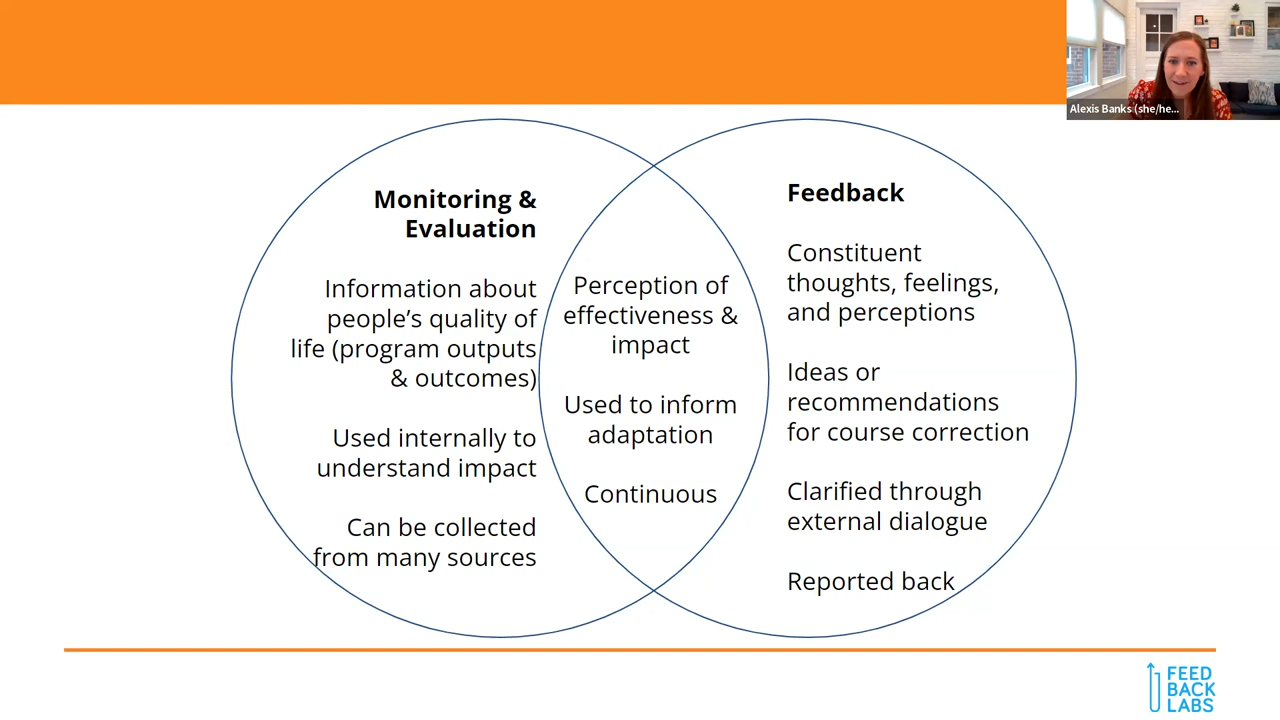 Alexis Banks (she/he...
Monitoring &
Evaluation
Information about
people’s quality of
life (program outputs
& outcomes)
Used internally to
understand impact
Can be collected
from many sources
Perception of
effectiveness &
impact
Used to inform
adaptation
Continuous
Feedback
Constituent
thoughts, feelings,
and perceptions
Ideas or
recommendations
for course correction
Clarified through
external dialogue
Reported back
FEED
BACK
LABS